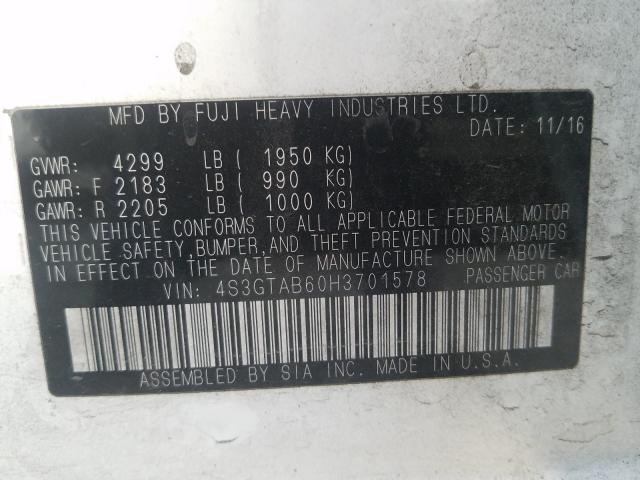 MFD BY FUJI HEAVY INDUSTRIES LTD.
DATE: 11/16
GVWR: 4299 LB ( 1950 KG)
GAWR: F 2183 LB ( 990 KG)
GAWR: R 2205 LB ( 1000 KG)
THIS VEHICLE CONFORMS TO ALL APPLICABLE FEDERAL MOTOR
VEHICLE SAFETY,BUMPER,AND THEFT PREVENTION STANDARDS
IN EFFECT ON THE DATE OF MANUFACTURE SHOWN ABOVE.
VIN: 4S3GTAB60H3701578 PASSENGER CAR
ASSEMBLED BY SIA INC. MADE IN U.S.A.